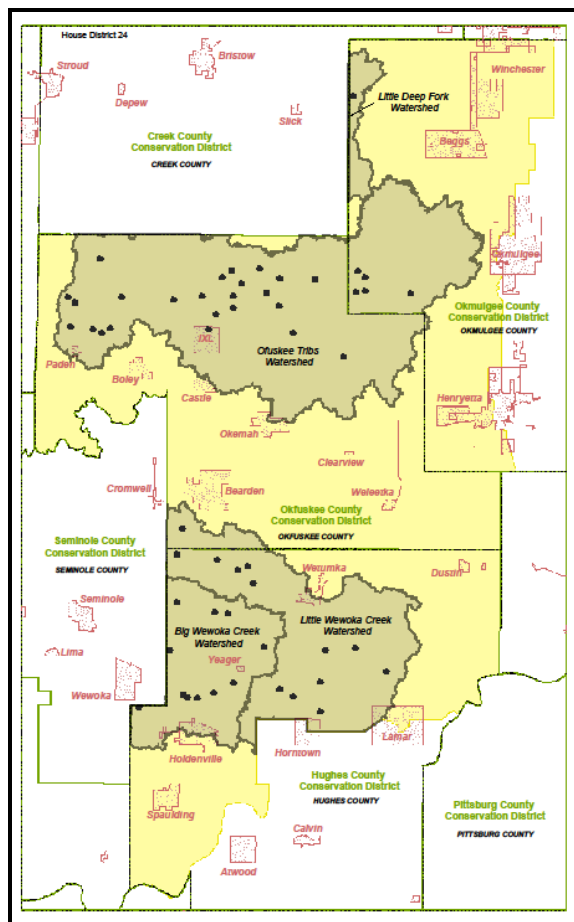 House District 24
Stroud
Bristow
Depew
Slick
Winchester
Little Deep Fork
Watershed
Beggs
Creek County
Conservation District
CREEK COUNTY
Okmulgee
Okmulgee County
Conservation District
OKMULGEE COUNTY
IXL
Ofuskee Tribs
Watershed
Paden
Boley
Castle
Henryetta
Okemah
Clearview
Cromwell
Bearden
Weleetka
Okfuskee County
Conservation District
OKFUSKEE COUNTY
Seminole County
Conservation District
SEMINOLE COUNTY
Wetumka
Dustin
Seminole
Little Wewoka Creek
Watershed
Big Wewoka Creek
Watershed
Lima
Yeager
Wewoka
Lamar
Holdenville
Horntown
Hughes County
Conservation District
HUGHES COUNTY
Spaulding
Pittsburg County
Conservation District
PITTSBURG COUNTY
Calvin
Atwood